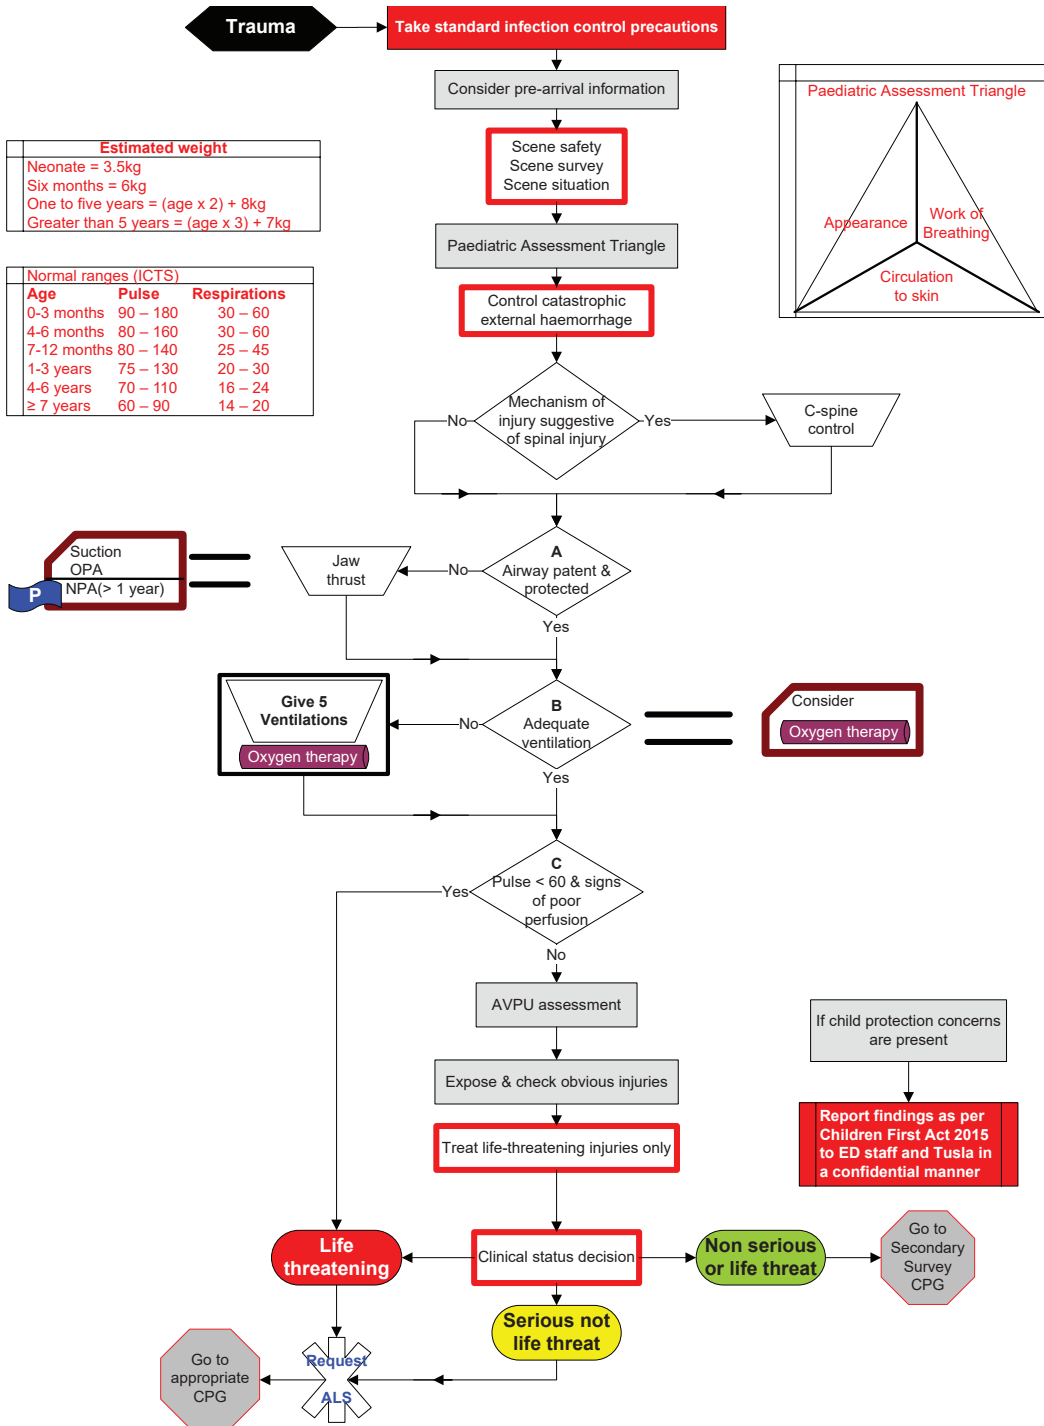 Trauma
Take standard infection control precautions
Consider pre-arrival information
Paediatric Assessment Triangle
Appearance
Work of
Breathing
Circulation
to skin
Estimated weight
Neonate = 3.5kg
Six months = 6kg
One to five years = (age x 2) + 8kg
Greater than 5 years = (age x 3) + 7kg
Scene safety
Scene survey
Scene situation
Paediatric Assessment Triangle
Normal ranges (ICTS)
Age Pulse Respirations
0-3 months 90 – 180 30 – 60
4-6 months 80 – 160 30 – 60
7-12 months 80 – 140 25 – 45
1-3 years 75 – 130 20 – 30
4-6 years 70 – 110 16 – 24
≥ 7 years 60 – 90 14 – 20
Control catastrophic
external haemorrhage
Mechanism of
injury suggestive
of spinal injury
No
Yes
C-spine
control
A
Airway patent &
protected
No
Jaw
thrust
Suction
OPA
P
NPA(> 1 year)
Yes
B
Adequate
ventilation
No
Give 5
Ventilations
Oxygen therapy
Consider
Oxygen therapy
Yes
C
Pulse < 60 & signs
of poor
perfusion
Yes
No
AVPU assessment
Expose & check obvious injuries
Treat life-threatening injuries only
If child protection concerns
are present
Report findings as per
Children First Act 2015
to ED staff and Tusla in
a confidential manner
Life
threatening
Clinical status decision
Non serious
or life threat
Go to
Secondary
Survey
CPG
Serious not
life threat
Request
ALS
Go to
appropriate
CPG